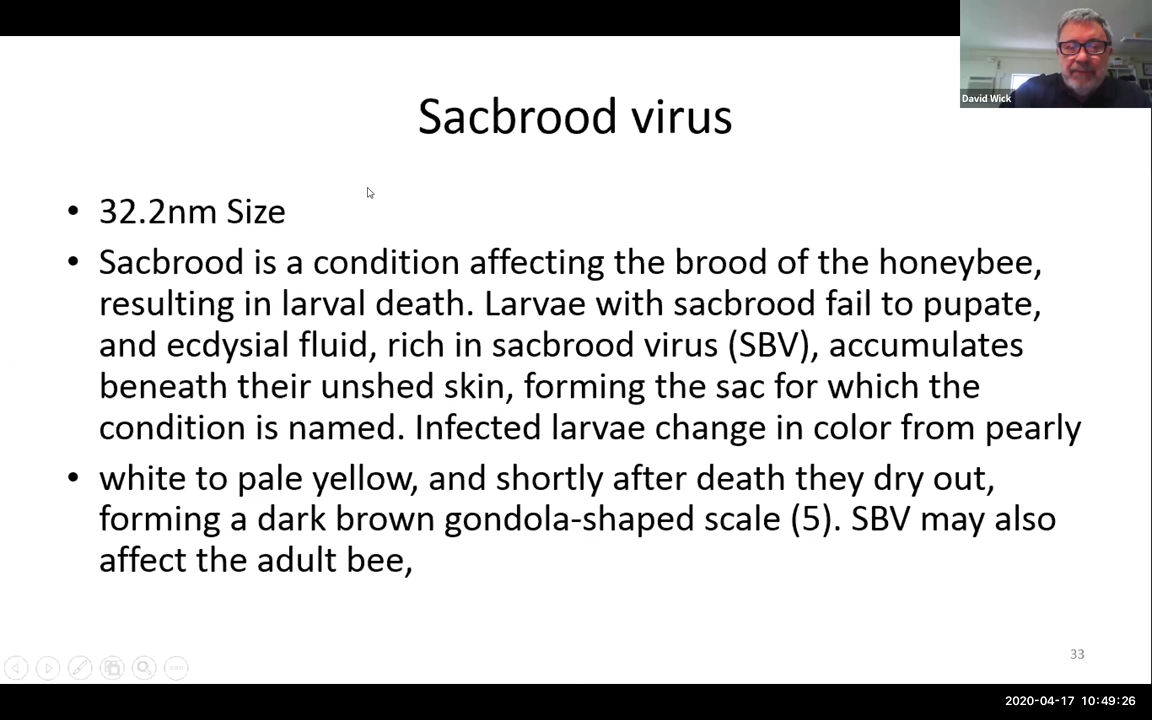 David Wick
Sacbrood virus
• 32.2nm Size
• Sacbrood is a condition affecting the brood of the honeybee,
resulting in larval death. Larvae with sacbrood fail to pupate,
and ecdysial fluid, rich in sacbrood virus (SBV), accumulates
beneath their unshed skin, forming the sac for which the
condition is named. Infected larvae change in color from pearly
• white to pale yellow, and shortly after death they dry out,
forming a dark brown gondola-shaped scale (5). SBV may also
affect the adult bee,
33
2020-04-17 10:49:26